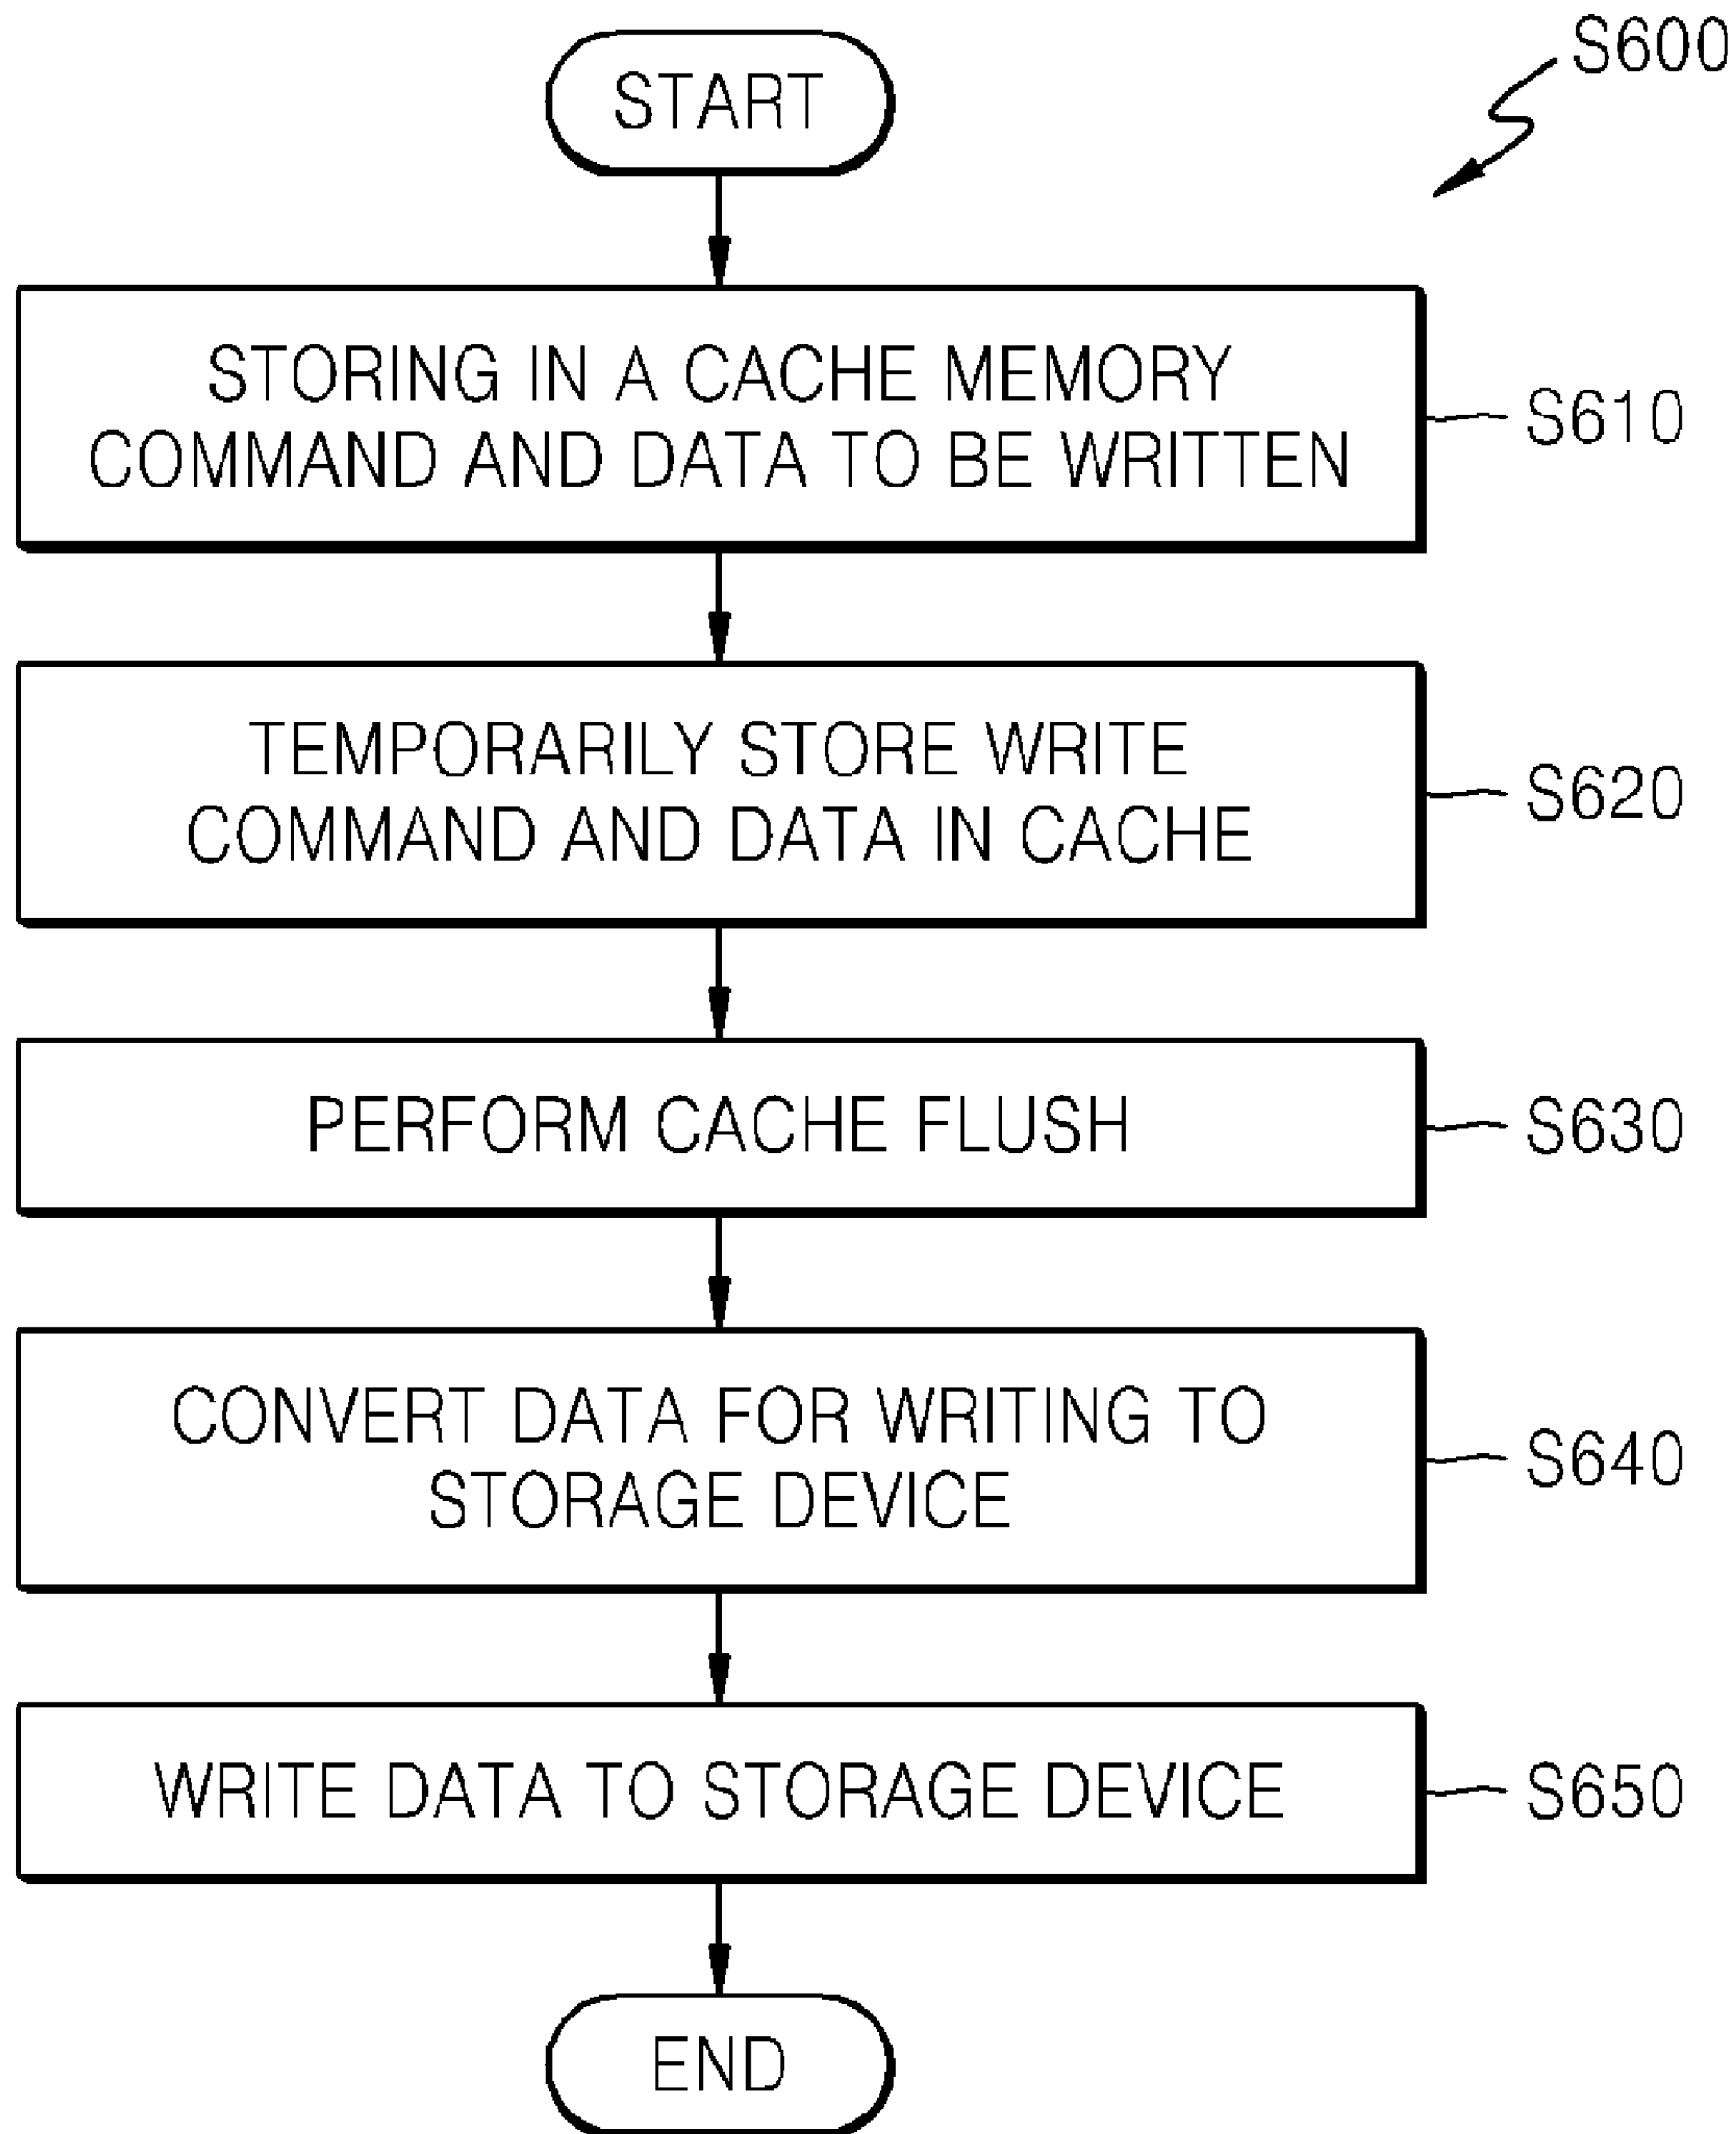 S600
START
STORING IN A CACHE MEMORY
COMMAND AND DATA TO BE WRITTEN
S610
TEMPORARILY STORE WRITE
COMMAND AND DATA IN CACHE
S620
PERFORM CACHE FLUSH
S630
CONVERT DATA FOR WRITING TO
STORAGE DEVICE
S640
WRITE DATA TO STORAGE DEVICE
S650
END